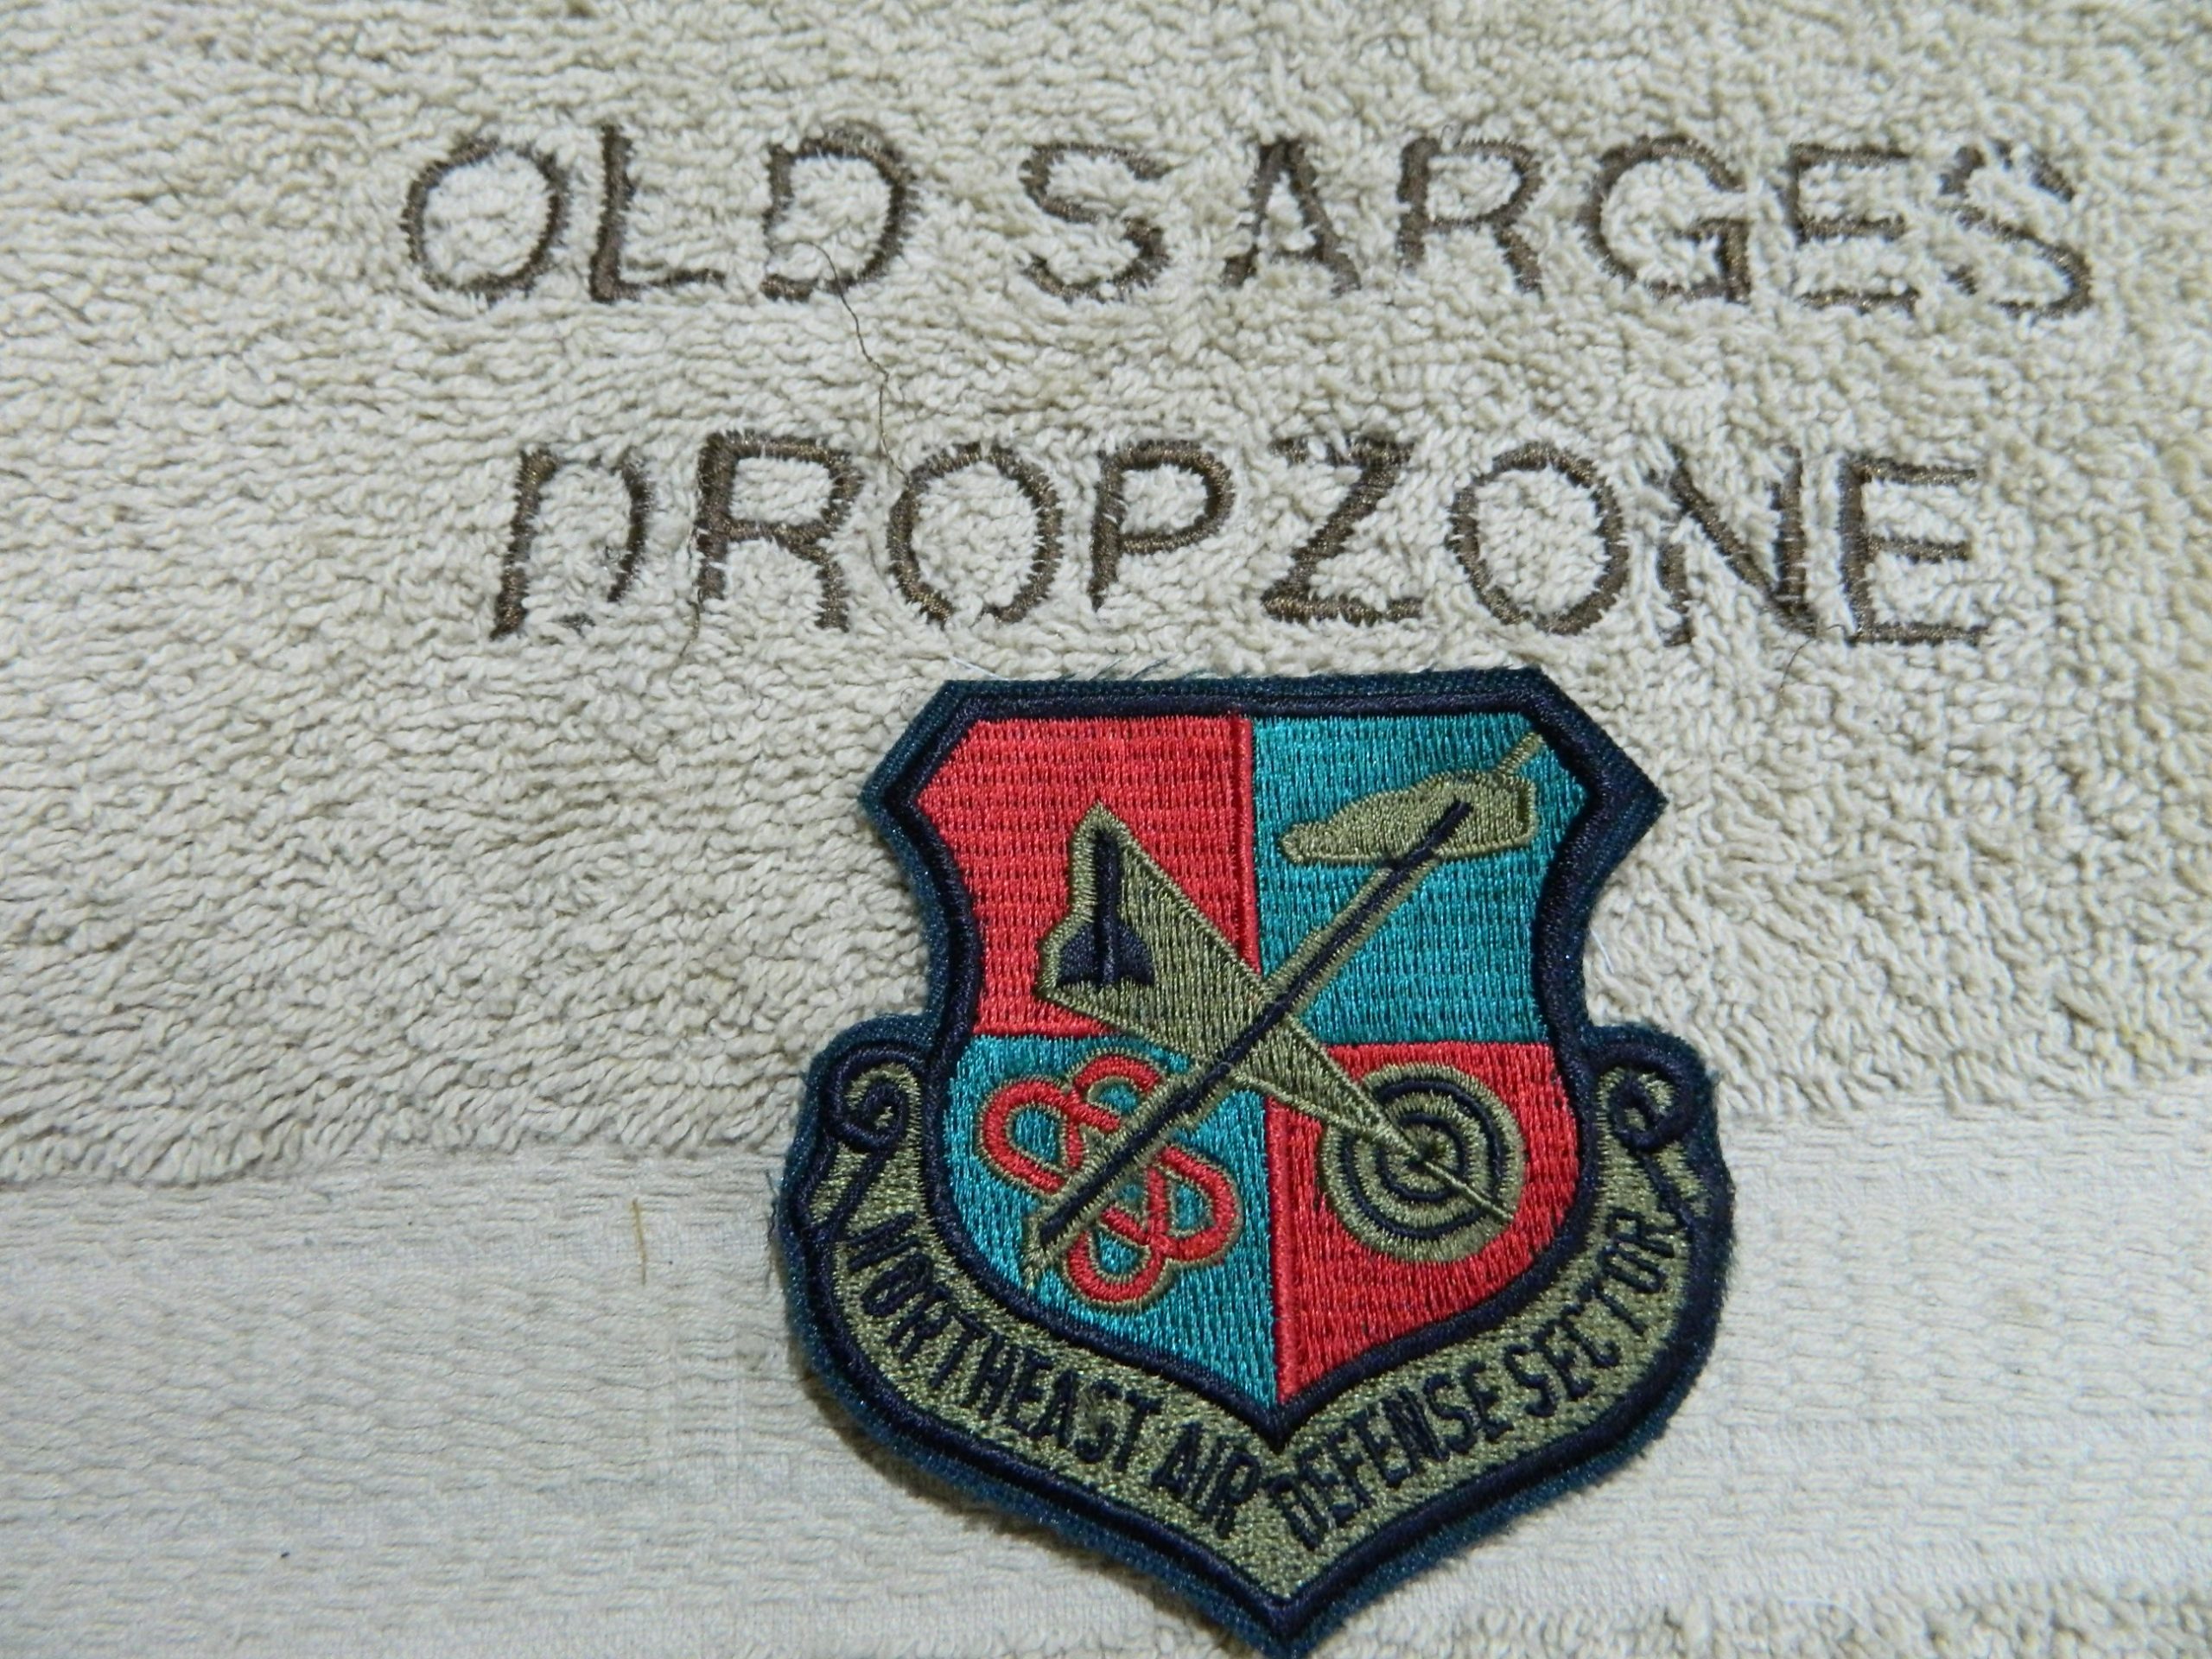 OLD SARGES
DROPZONE
NORTHEAST AIR DEFENSE SECTOR